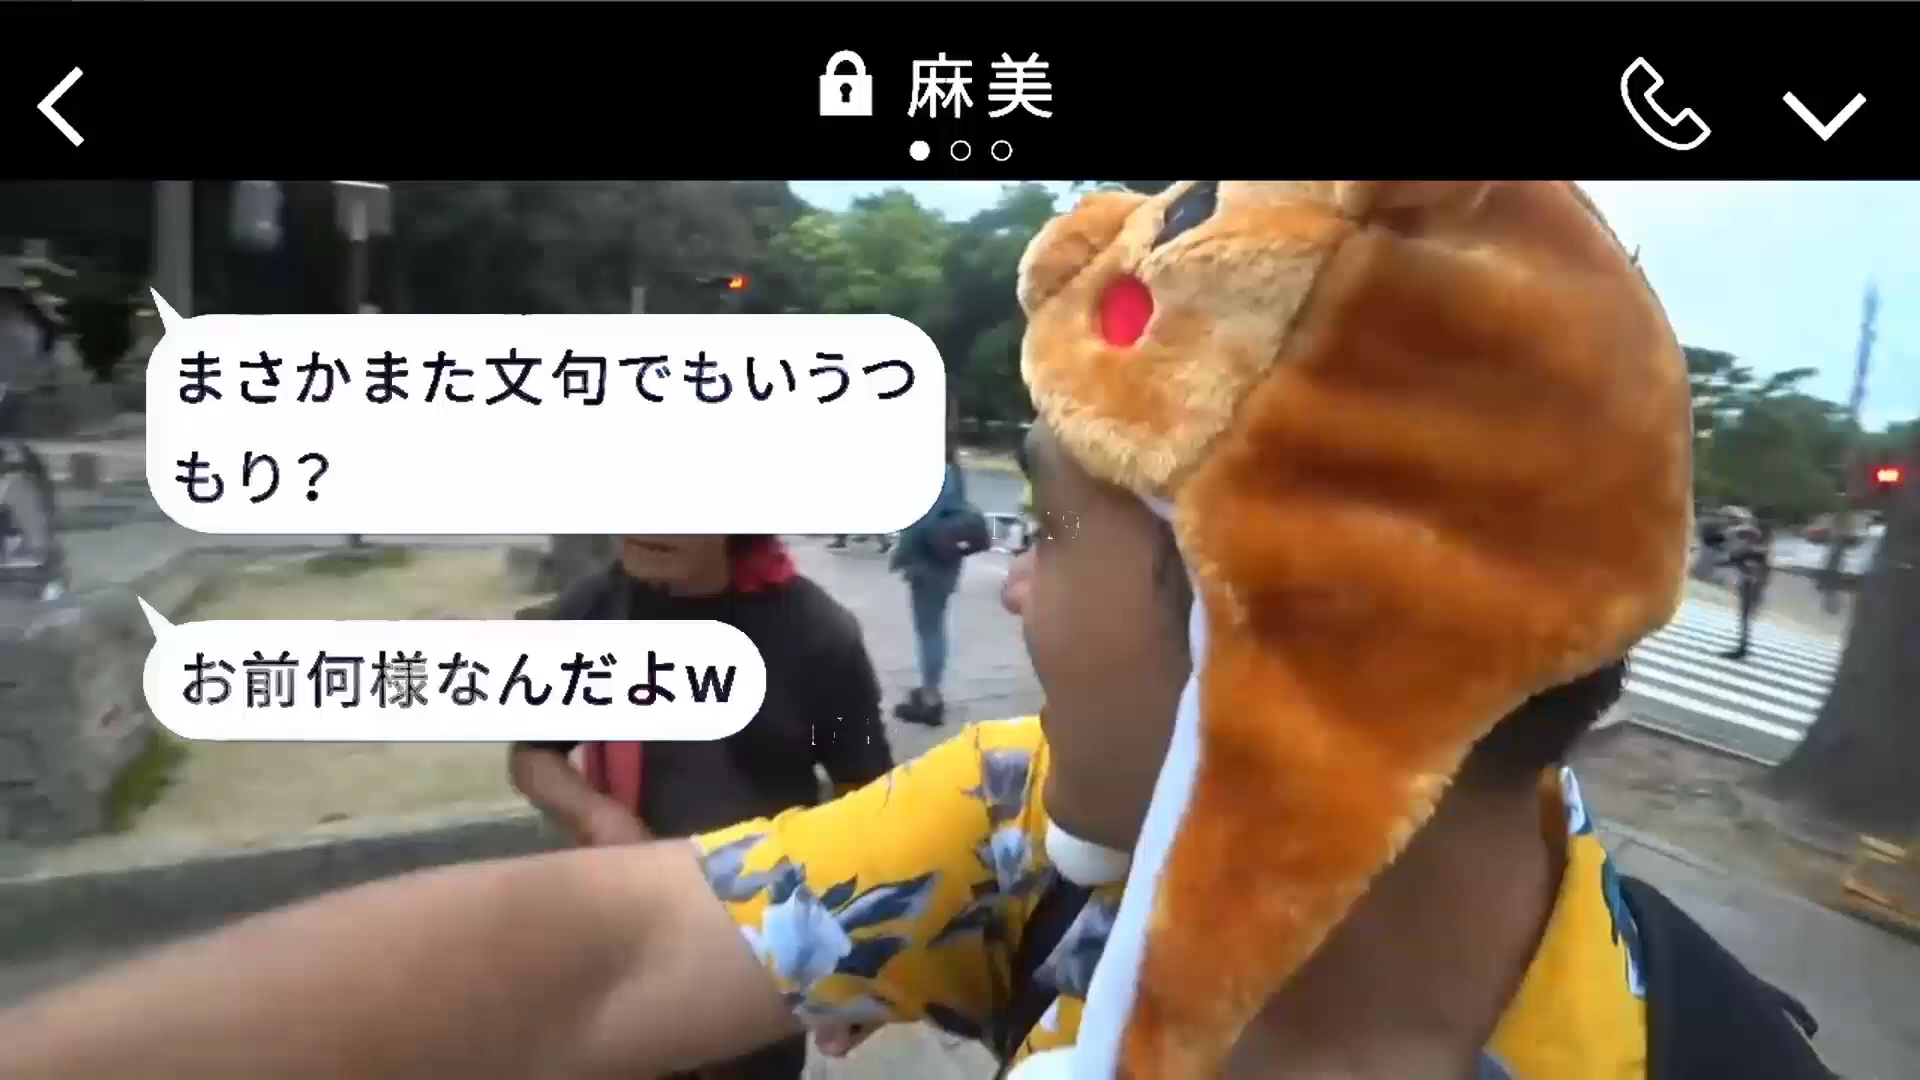 麻美
まさかまた文句でもいうつ
もり?
お前何様なんだよw